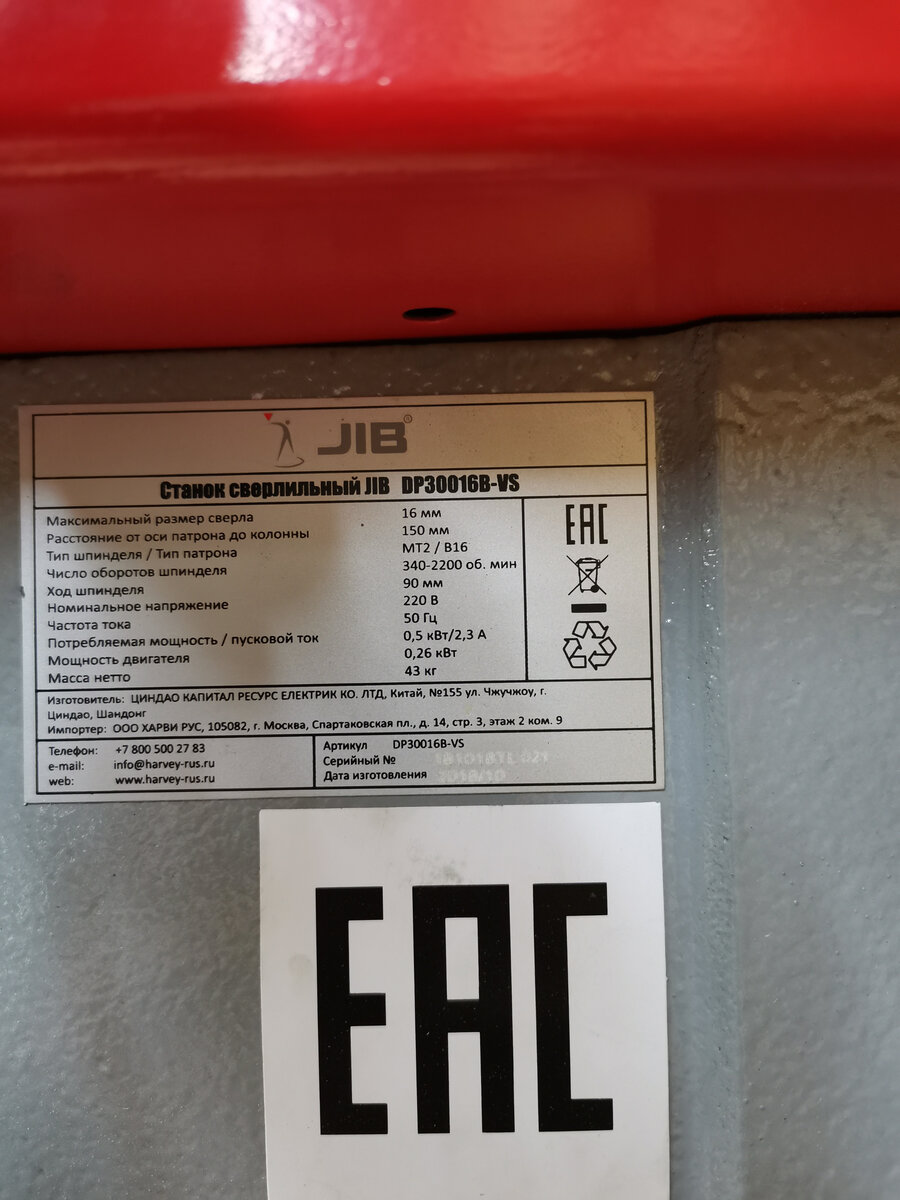 JIB®
Станок сверлильный JIB DP30016B-VS
Максимальный размер сверла 16 мм
Расстояние от оси патрона до колонны 150 мм
Тип шпинделя / Тип патрона MT2 / B16
Число оборотов шпинделя 340-2200 об. мин
Ход шпинделя 90 мм
Номинальное напряжение 220 В
Частота тока 50 Гц
Потребляемая мощность / пусковой ток 0,5 кВт/2,3 А
Мощность двигателя 0,26 кВт
Масса нетто 43 кг
EAC
Изготовитель: ЦИНДАО КАПИТАЛ РЕСУРС ЕЛЕКТРИК КО. ЛТД, Китай, №155 ул. Чжучжоу, г.
Циндао, Шандонг
Импортер: ООО ХАРВИ РУС, 105082, г. Москва, Спартаковская пл., д. 14, стр. 3, этаж 2 ком. 9
Телефон: +7 800 500 27 83
e-mail: info@harvey-rus.ru
web: www.harvey-rus.ru
Артикул DP30016B-VS
Серийный №
Дата изготовления 2018/10
EAC